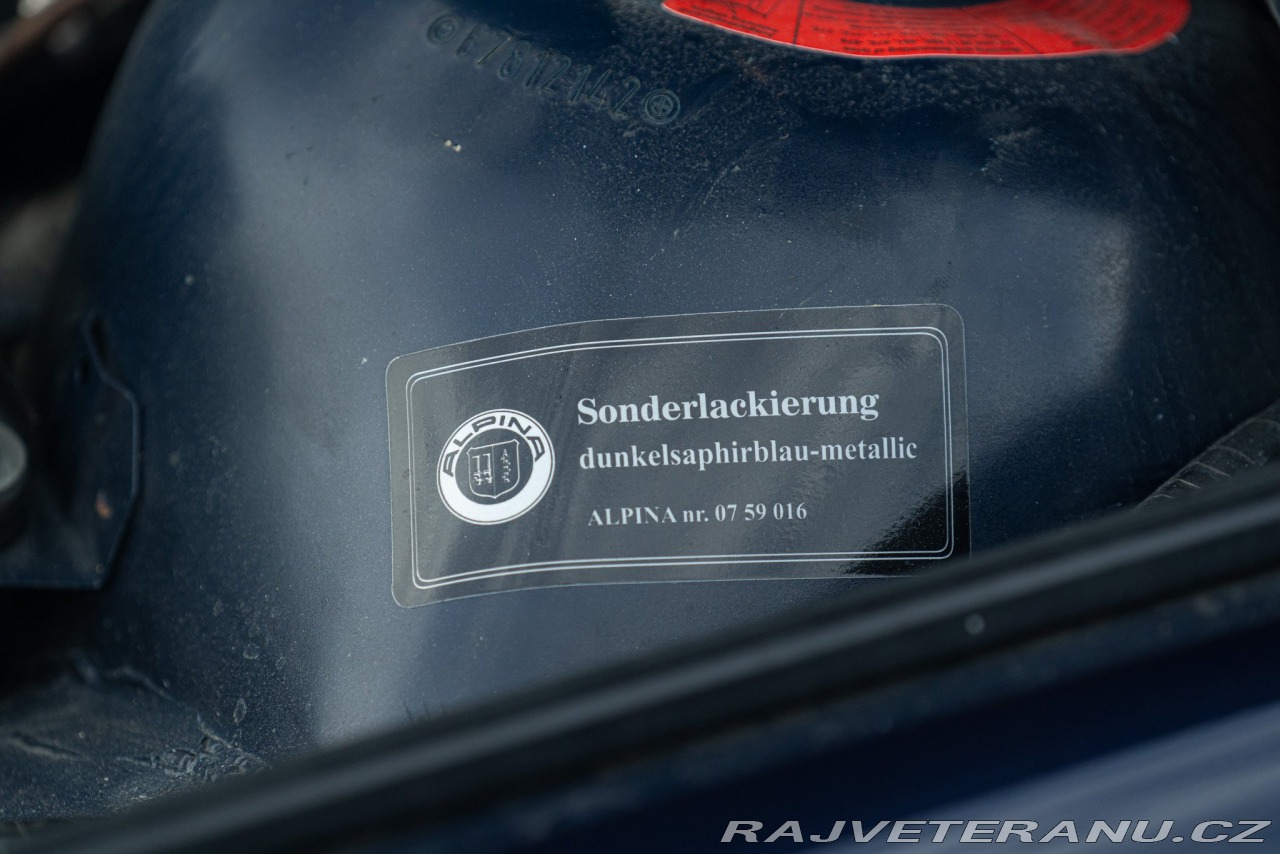 Sonderlackierung
dunkelsaphirblau-metallic
ALPINA
ALPINA nr. 07 59 016
RAJVETERANU.CZ